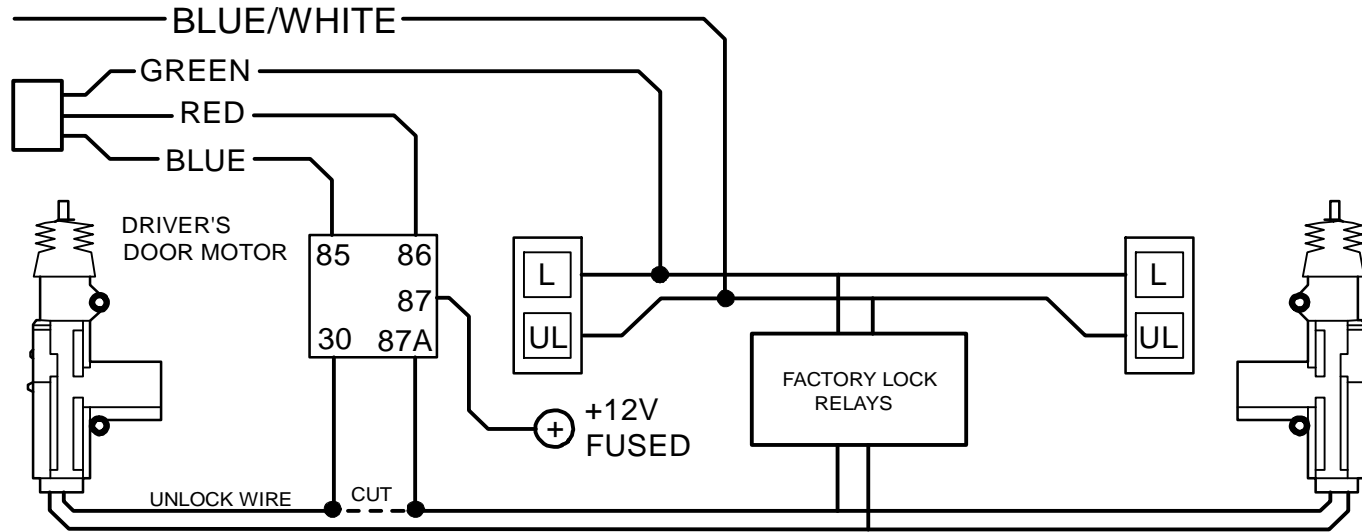 BLUE/WHITE
GREEN
RED
BLUE
DRIVER'S
DOOR MOTOR
85 86
87
30 87A
L
UL
L
UL
+12V
FUSED
FACTORY LOCK
RELAYS
UNLOCK WIRE
CUT